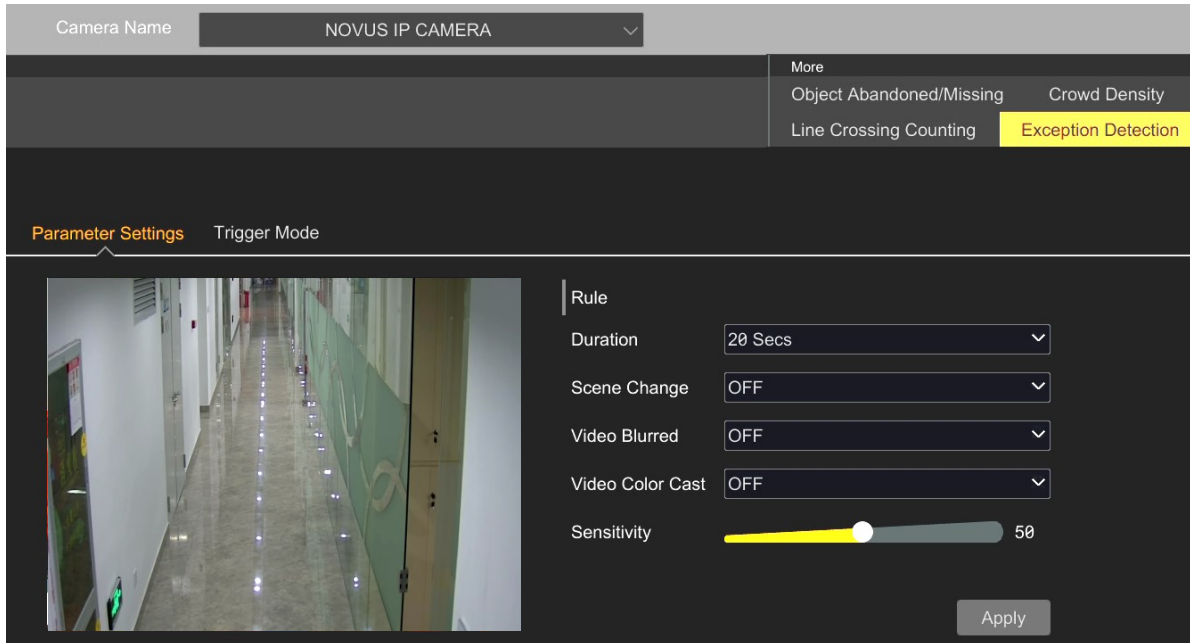 Camera Name NOVUS IP CAMERA
More
Object Abandoned/Missing Crowd Density
Line Crossing Counting Exception Detection
Parameter Settings Trigger Mode
Rule
Duration 20 Secs
Scene Change OFF
Video Blurred OFF
Video Color Cast OFF
Sensitivity 50
Apply